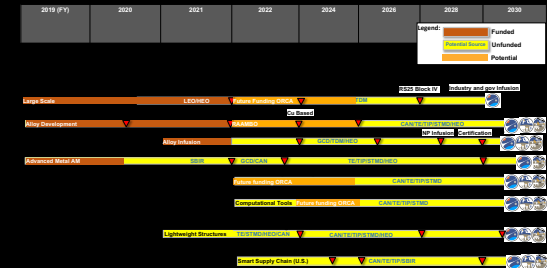 2019 (FY) 2020 2021 2022 2024 2026 2028 2030
Legend:
Funded
Potential Source Unfunded
Potential
RS25 Block IV Industry and gov Infusion
Large Scale LEO/HEO Future Funding ORCA TDM
Cu Based
Alloy Development RAAMBO CAN/TE/TIP/STMD/HEO
NP Infusion Certification
Alloy Infusion GCD/TDM/HEO
Advanced Metal AM SBIR GCD/CAN TE/TIP/STMD/HEO
Future funding ORCA CAN/TE/TIP/STMD
Computational Tools Future funding ORCA CAN/TE/TIP/STMD
Lightweight Structures TE/STMD/HEO/CAN CAN/TE/TIP/STMD/HEO
Smart Supply Chain (U.S.) CAN/TE/TIP/SBIR